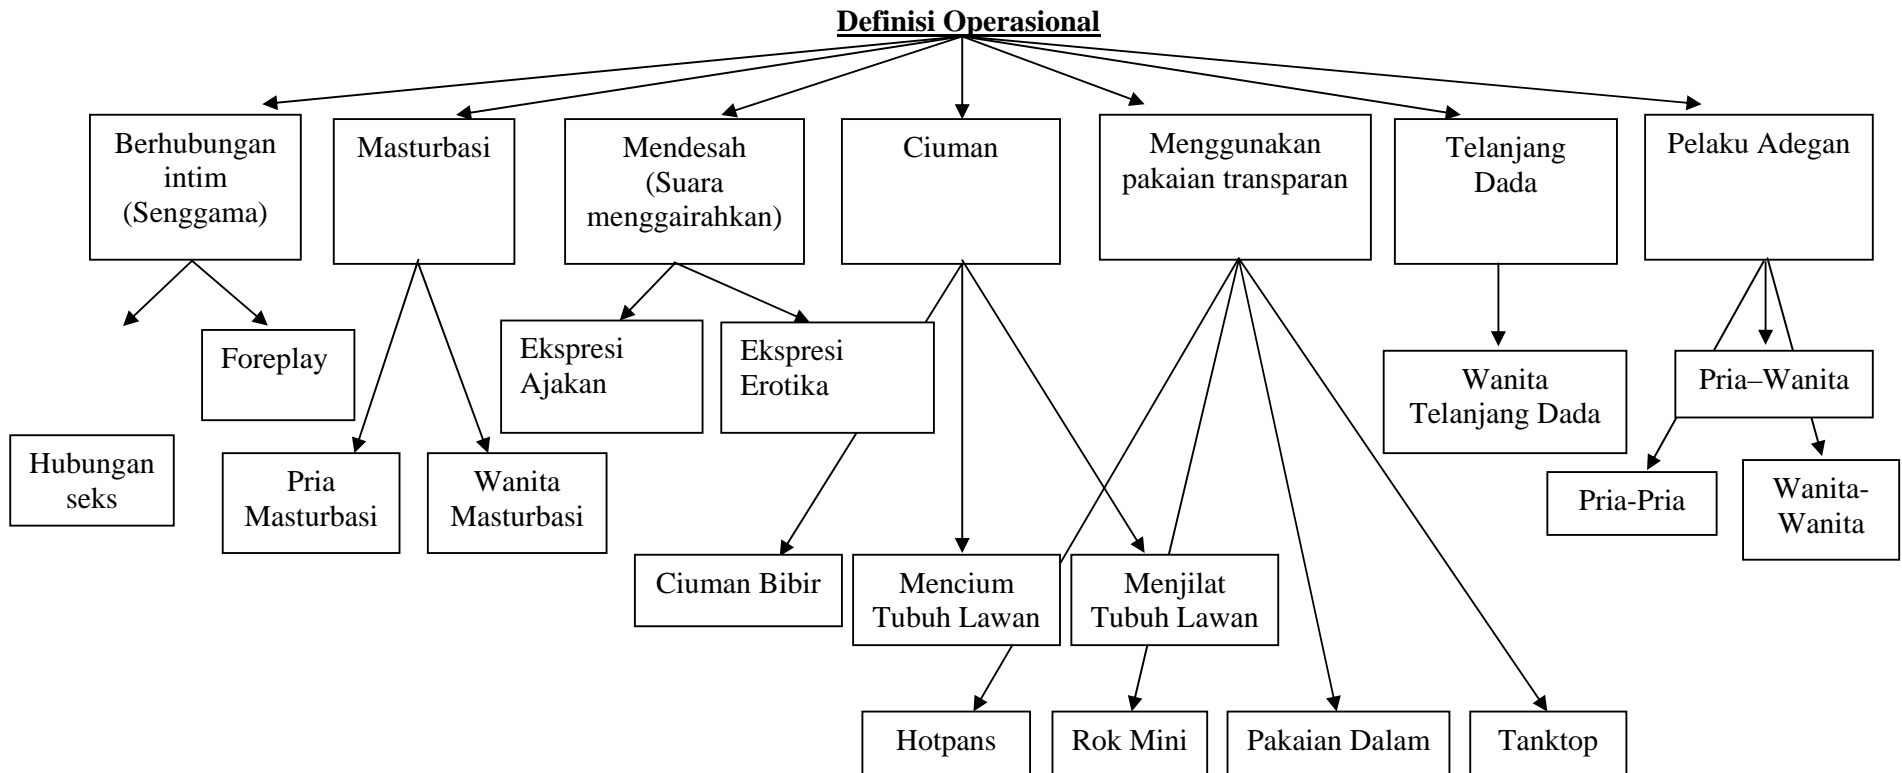 Definisi Operasional
Berhubungan
intim
(Senggama)
Masturbasi
Mendesah
(Suara
menggairahkan)
Ciuman
Menggunakan
pakaian transparan
Telanjang
Dada
Pelaku Adegan
Foreplay
Ekspresi
Ajakan
Ekspresi
Erotika
Wanita
Telanjang Dada
Pria–Wanita
Hubungan
seks
Pria
Masturbasi
Wanita
Masturbasi
Pria-Pria
Wanita-
Wanita
Ciuman Bibir
Mencium
Tubuh Lawan
Menjilat
Tubuh Lawan
Hotpans
Rok Mini
Pakaian Dalam
Tanktop